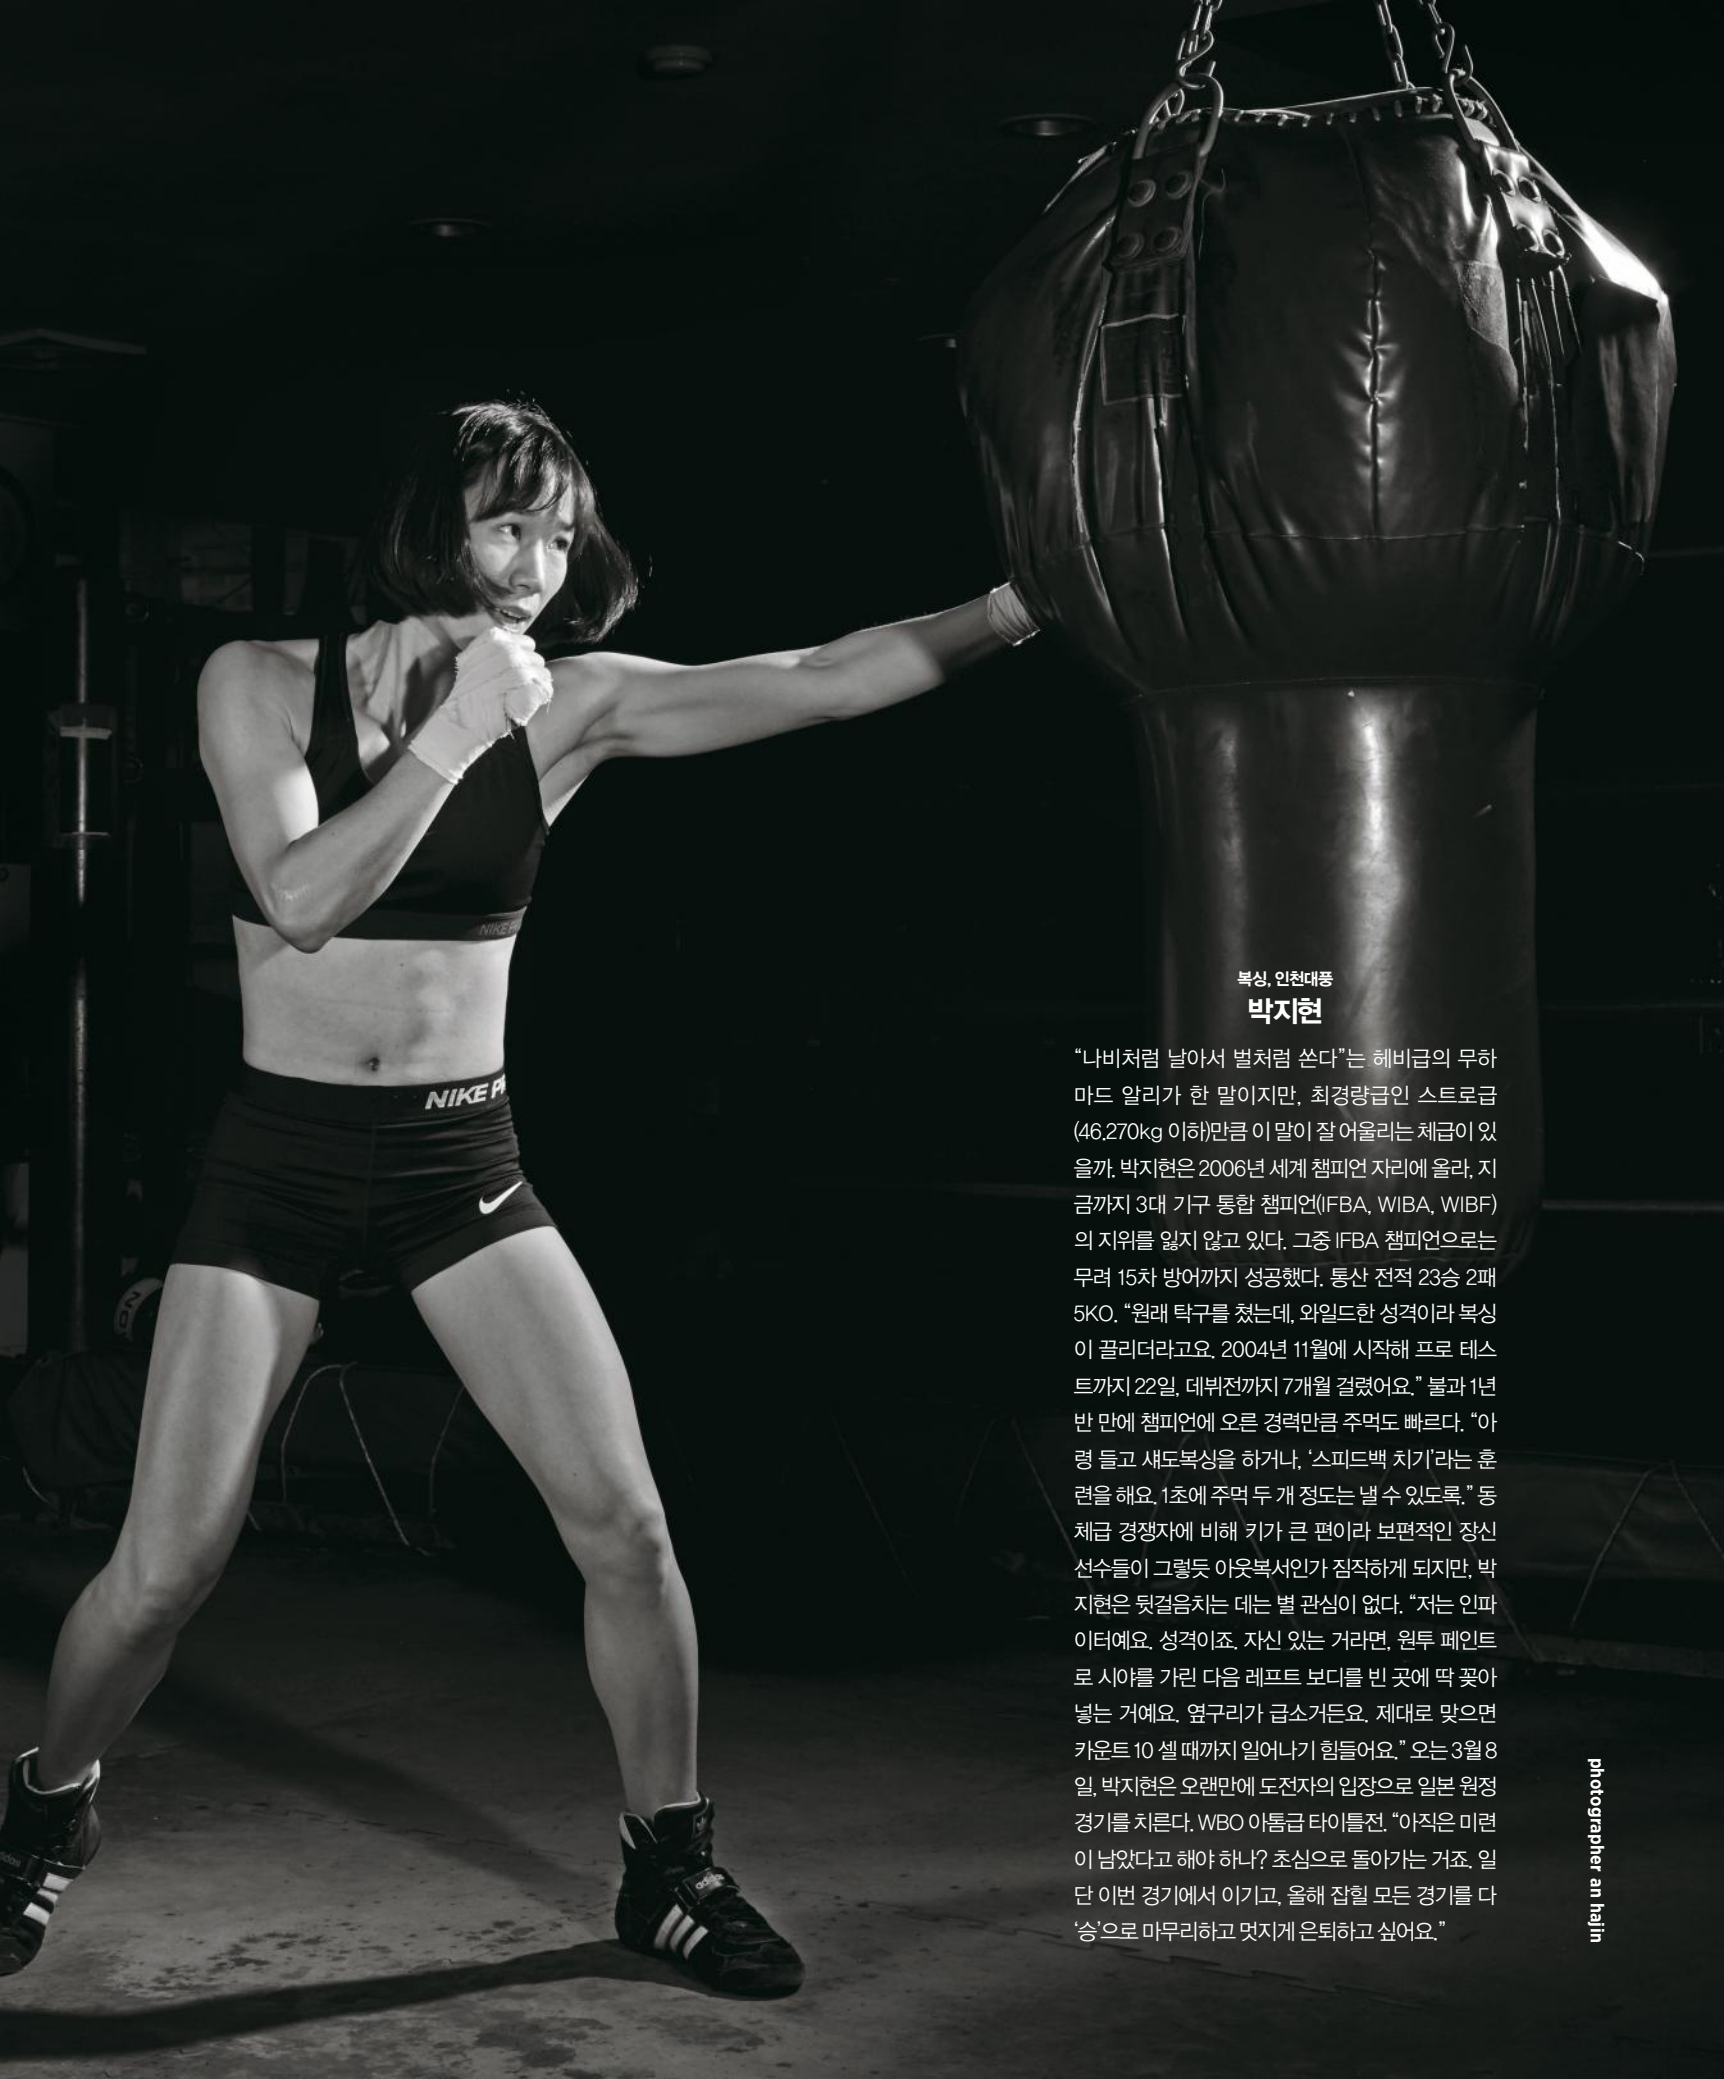 복싱, 인천대풍
박지현
“나비처럼 날아서 벌처럼 쏜다”는 헤비급의 무하
마드 알리가 한 말이지만, 최경량급인 스트로급
(46.270kg 이하)만큼 이 말이 잘 어울리는 체급이 있
을까. 박지현은 2006년 세계 챔피언 자리에 올라, 지
금까지 3대 기구 통합 챔피언(IFBA, WIBA, WIBF)
의 지위를 잃지 않고 있다. 그중 IFBA 챔피언으로는
무려 15차 방어까지 성공했다. 통산 전적 23승 2패
5KO. “원래 탁구를 쳤는데, 와일드한 성격이라 복싱
이 끌리더라고요. 2004년 11월에 시작해 프로 테스
트까지 22일, 데뷔전까지 7개월 걸렸어요.” 불과 1년
반 만에 챔피언에 오른 경력만큼 주먹도 빠르다. “아
령 들고 섀도복싱을 하거나, ‘스피드백 치기’라는 훈
련을 해요. 1초에 주먹 두 개 정도는 낼 수 있도록.” 동
체급 경쟁자에 비해 키가 큰 편이라 보편적인 장신
선수들이 그렇듯 아웃복서인가 짐작하게 되지만, 박
지현은 뒷걸음치는 데는 별 관심이 없다. “저는 인파
이터예요. 성격이죠. 자신 있는 거라면, 원투 페인트
로 시야를 가린 다음 레프트 보디를 빈 곳에 딱 꽂아
넣는 거예요. 옆구리가 급소거든요. 제대로 맞으면
카운트 10 셀 때까지 일어나기 힘들어요.” 오는 3월 8
일, 박지현은 오랜만에 도전자의 입장으로 일본 원정
경기를 치른다. WBO 아톰급 타이틀전. “아직은 미련
이 남았다고 해야 하나? 초심으로 돌아가는 거죠. 일
단 이번 경기에서 이기고, 올해 잡힐 모든 경기를 다
‘승’으로 마무리하고 멋지게 은퇴하고 싶어요.”
photographer an hajin
NIKE
NIKE
adidas